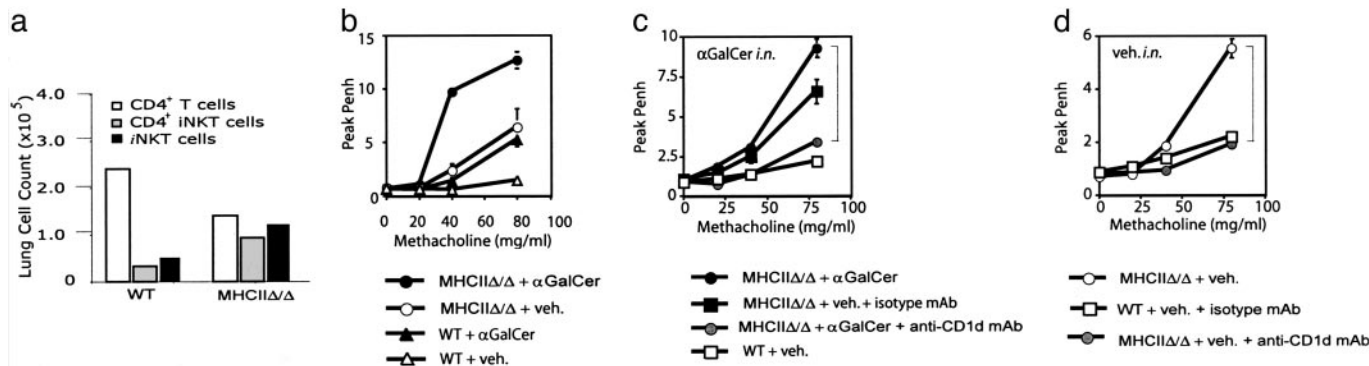 a
Lung Cell Count (x10⁵)
4.0
3.0
2.0
1.0
0
CD4⁺ T cells
CD4⁺ iNKT cells
iNKT cells
WT
MHCIIΔ/Δ
b
Peak Penh
15
10
5
0
0 20 40 60 80 100
Methacholine (mg/ml)
MHCIIΔ/Δ + αGalCer
MHCIIΔ/Δ + veh.
WT + αGalCer
WT + veh.
c
Peak Penh
10
7.5
5
2.5
0
αGalCer i.n.
0 25 50 75 100
Methacholine (mg/ml)
MHCIIΔ/Δ + αGalCer
MHCIIΔ/Δ + veh. + isotype mAb
MHCIIΔ/Δ + αGalCer + anti-CD1d mAb
WT + veh.
d
Peak Penh
6
4
2
0
veh. i.n.
0 25 50 75 100
Methacholine (mg/ml)
MHCIIΔ/Δ + veh.
WT + veh. + isotype mAb
MHCIIΔ/Δ + veh. + anti-CD1d mAb